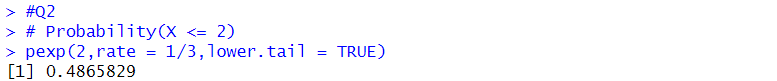 > #Q2
> # Probability(X <= 2)
> pexp(2,rate = 1/3,lower.tail = TRUE)
[1] 0.4865829